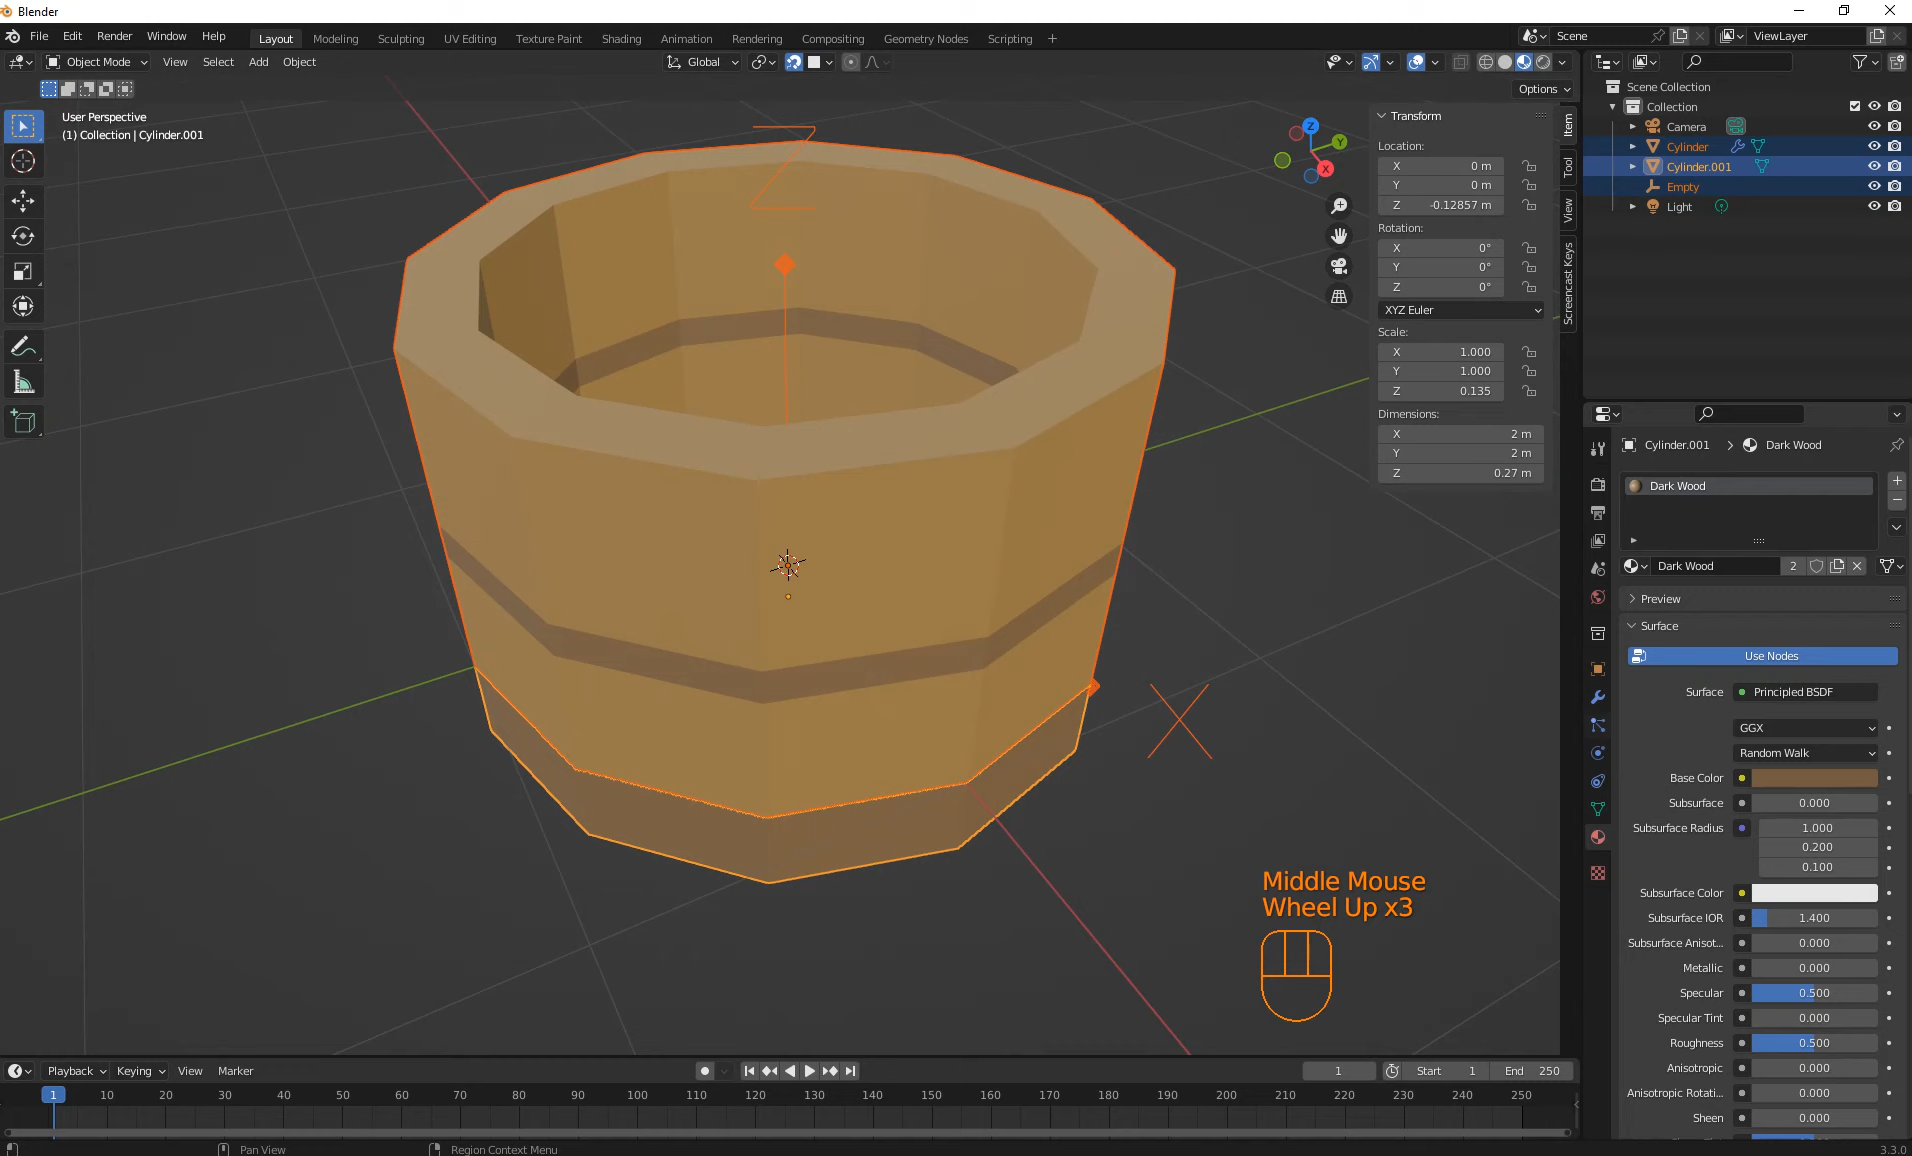 Blender
File Edit Render Window Help
Layout Modeling Sculpting UV Editing Texture Paint Shading Animation Rendering Compositing Geometry Nodes Scripting +
Scene
ViewLayer
Object Mode View Select Add Object
Global
Options
User Perspective
(1) Collection | Cylinder.001
Z
Y
X
Transform
Location:
X 0 m
Y 0 m
Z -0.12857 m
Rotation:
X 0°
Y 0°
Z 0°
XYZ Euler
Scale:
X 1.000
Y 1.000
Z 0.135
Dimensions:
X 2 m
Y 2 m
Z 0.27 m
Item
Tool
View
Screencast Keys
Scene Collection
Collection
Camera
Cylinder
Cylinder.001
Empty
Light
Cylinder.001 > Dark Wood
Dark Wood
Dark Wood 2
Preview
Surface
Use Nodes
Surface Principled BSDF
GGX
Random Walk
Base Color
Subsurface 0.000
Subsurface Radius 1.000
0.200
0.100
Subsurface Color
Subsurface IOR 1.400
Subsurface Anisot... 0.000
Metallic 0.000
Specular 0.500
Specular Tint 0.000
Roughness 0.500
Anisotropic 0.000
Anisotropic Rotati... 0.000
Sheen 0.000
Z
X
Middle Mouse
Wheel Up x3
Playback Keying View Marker
1 Start 1 End 250
1 10 20 30 40 50 60 70 80 90 100 110 120 130 140 150 160 170 180 190 200 210 220 230 240 250
Pan View
Region Context Menu
3.3.0